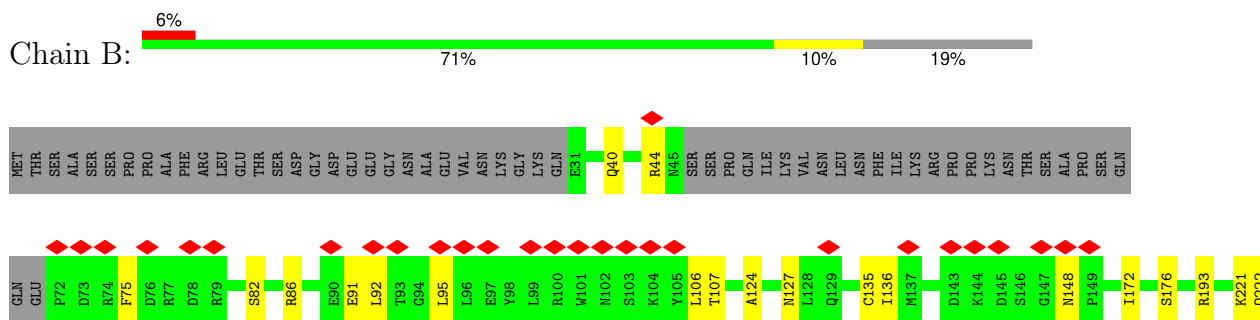 6%
Chain B:
71% 10% 19%
MET THR SER ALA SER SER PRO PRO ALA PHE ARG LEU GLU THR SER ASP GLY ASP GLU GLU GLY ASN ALA GLU VAL ASN LYS GLY LYS GLN E31 Q40 R44 N45 SER SER PRO GLN ILE LYS VAL ASN LEU ASN PHE ILE LYS ARG PRO PRO LYS ASN THR SER ALA PRO SER GLN
GLN GLU P72 D73 R74 F75 D76 R77 D78 R79 S82 R86 E90 E91 L92 T93 G94 L95 L96 E97 Y98 L99 R100 W101 N102 S103 K104 Y105 L106 T107 A124 N127 L128 Q129 C135 I136 M137 D143 K144 D145 S146 G147 N148 P149 I172 S176 R193 K221